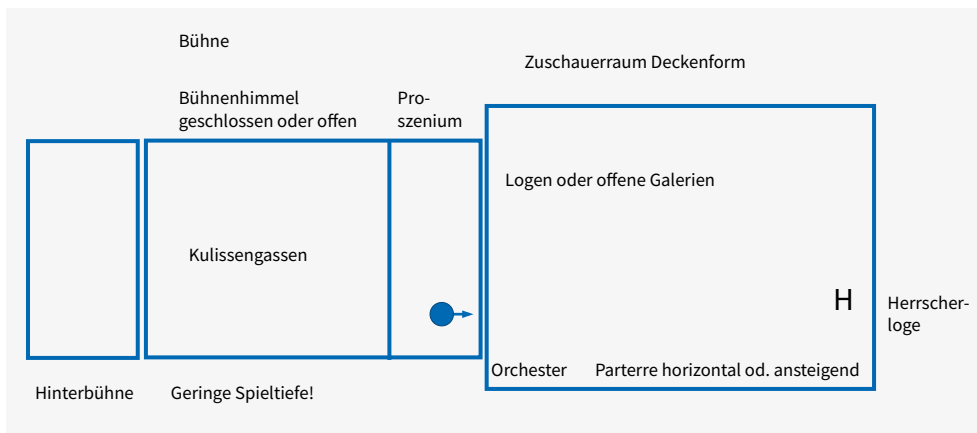 Bühne
Zuschauerraum Deckenform
Bühnenhimmel
geschlossen oder offen
Pro-
szenium
Logen oder offene Galerien
Kulissengassen
H
Herrscher-
loge
Orchester
Parterre horizontal od. ansteigend
Hinterbühne
Geringe Spieltiefe!